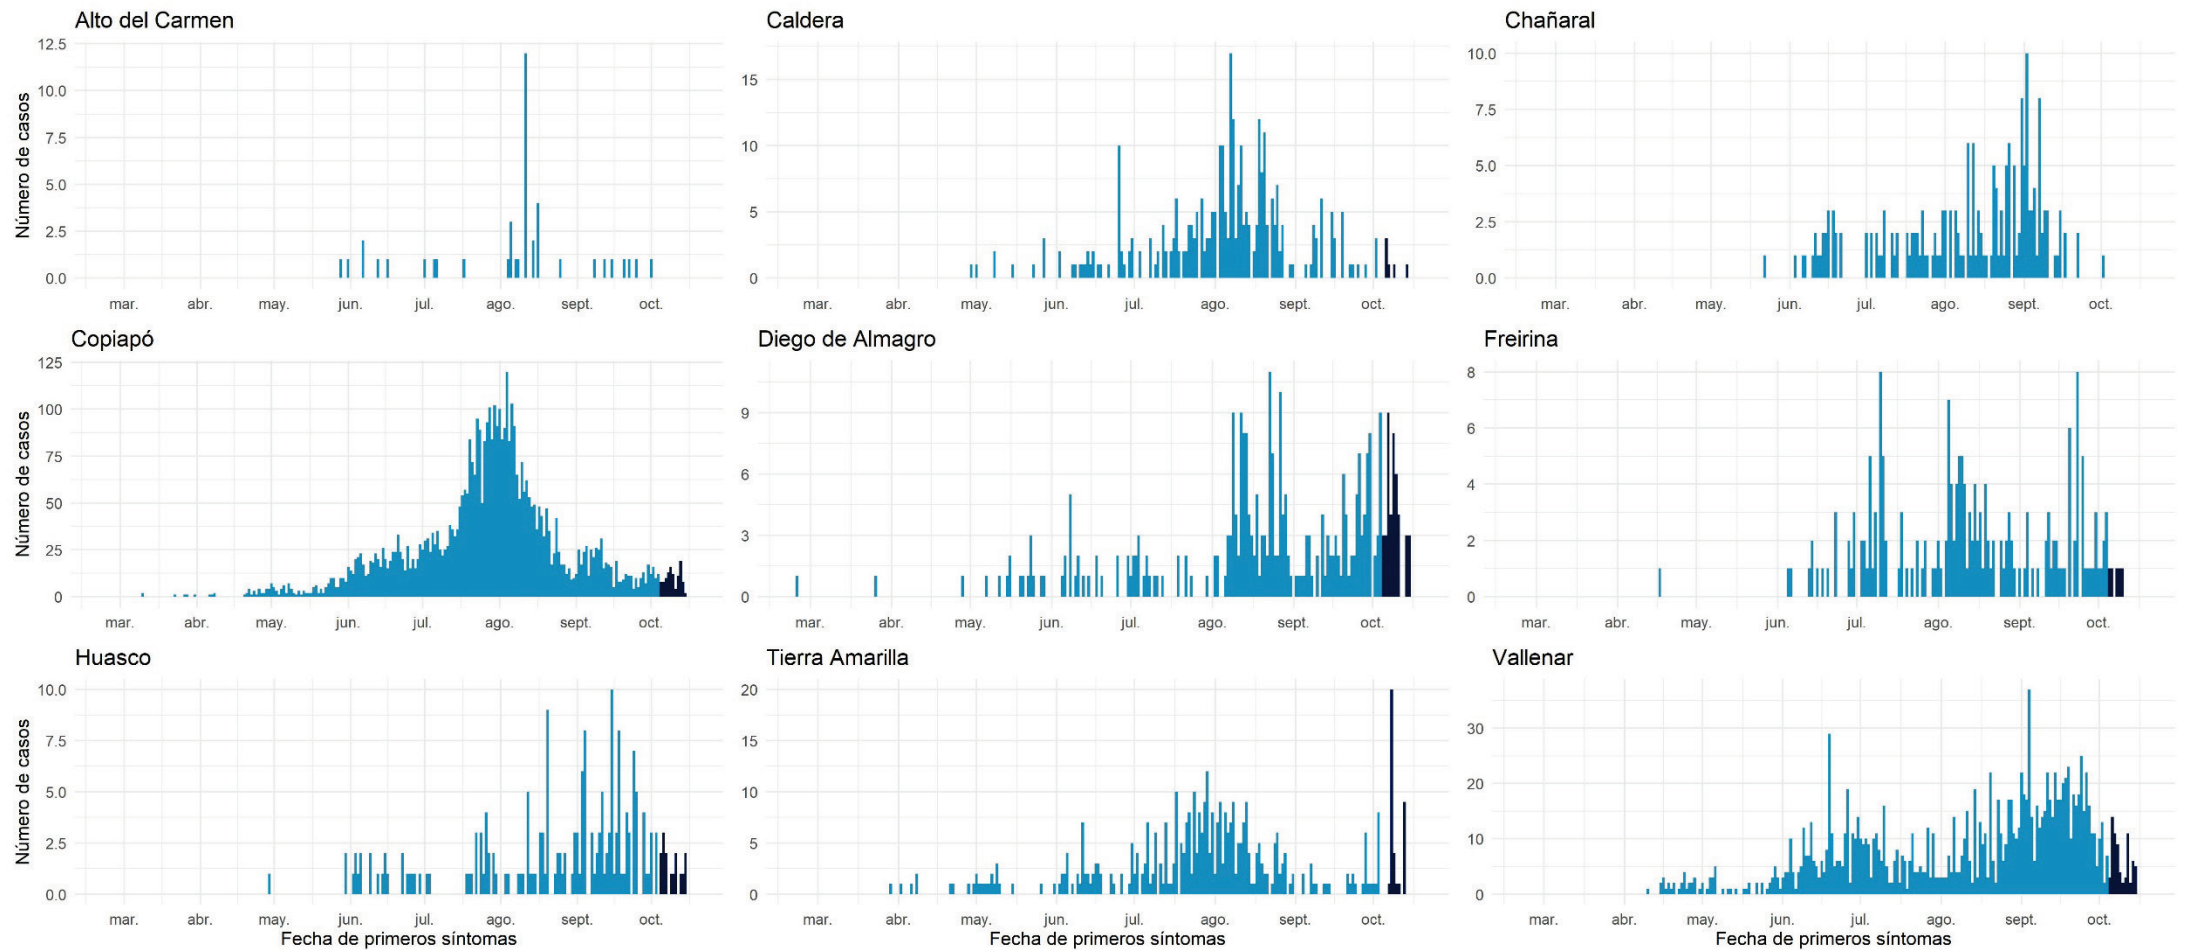 Alto del Carmen
Número de casos
12.5
10.0
7.5
5.0
2.5
0.0
mar. abr. may. jun. jul. ago. sept. oct.
Caldera
15
10
5
0
mar. abr. may. jun. jul. ago. sept. oct.
Chañaral
10.0
7.5
5.0
2.5
0.0
mar. abr. may. jun. jul. ago. sept. oct.
Copiapó
Número de casos
125
100
75
50
25
0
mar. abr. may. jun. jul. ago. sept. oct.
Diego de Almagro
9
6
3
0
mar. abr. may. jun. jul. ago. sept. oct.
Freirina
8
6
4
2
0
mar. abr. may. jun. jul. ago. sept. oct.
Huasco
Número de casos
10.0
7.5
5.0
2.5
0.0
mar. abr. may. jun. jul. ago. sept. oct.
Fecha de primeros síntomas
Tierra Amarilla
20
15
10
5
0
mar. abr. may. jun. jul. ago. sept. oct.
Fecha de primeros síntomas
Vallenar
30
20
10
0
mar. abr. may. jun. jul. ago. sept. oct.
Fecha de primeros síntomas